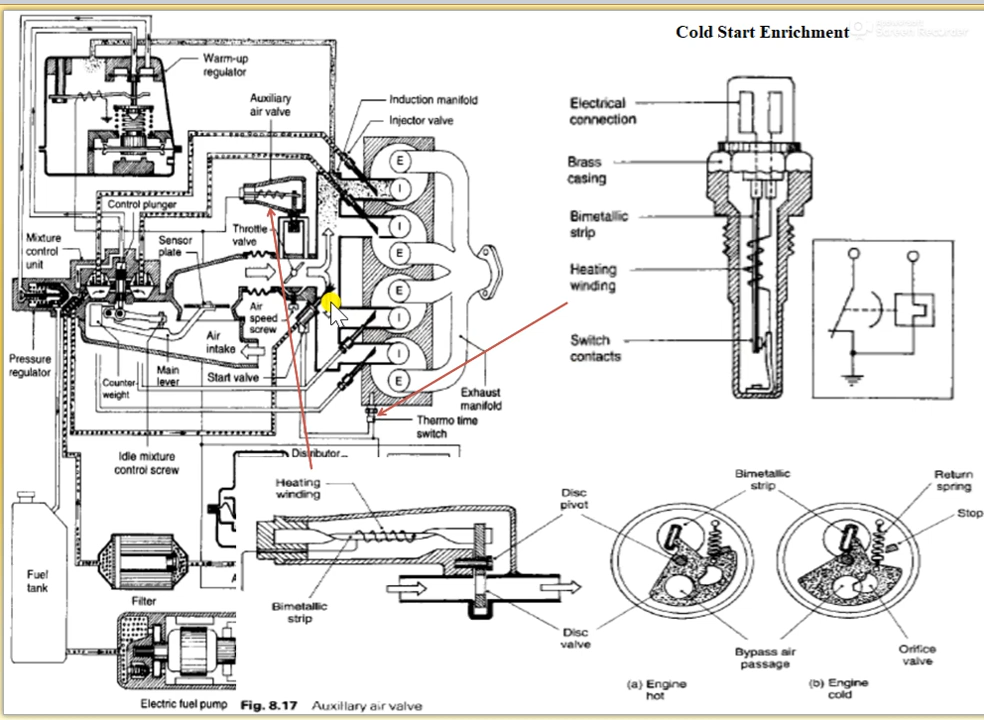 Cold Start Enrichment
Screen Recorder
Warm-up
regulator
Auxiliary
air valve
Induction manifold
Injector valve
E
I
I
E
E
I
I
E
Control plunger
Mixture
control
unit
Sensor
plate
Throttle
valve
Air
speed
screw
Air
intake
Pressure
regulator
Counter-
weight
Main
lever
Start valve
Exhaust
manifold
Thermo time
switch
Idle mixture
control screw
Distributor
Fuel
tank
Filter
Electric fuel pump
Electrical
connection
Brass
casing
Bimetallic
strip
Heating
winding
Switch
contacts
Heating
winding
Bimetallic
strip
Disc
pivot
Disc
valve
Bimetallic
strip
Return
spring
Stop
Bypass air
passage
Orifice
valve
(a) Engine
hot
(b) Engine
cold
Fig. 8.17 Auxiliary air valve